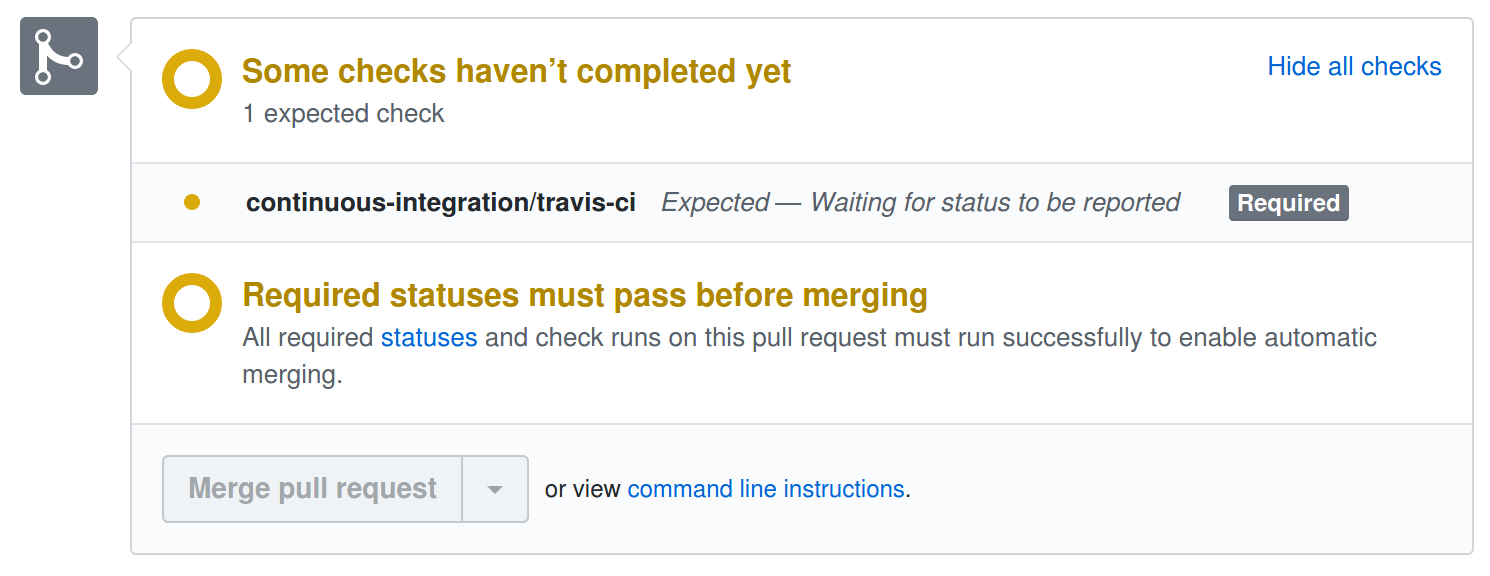 Some checks haven’t completed yet
Hide all checks
1 expected check
continuous-integration/travis-ci Expected — Waiting for status to be reported Required
Required statuses must pass before merging
All required statuses and check runs on this pull request must run successfully to enable automatic
merging.
Merge pull request or view command line instructions.